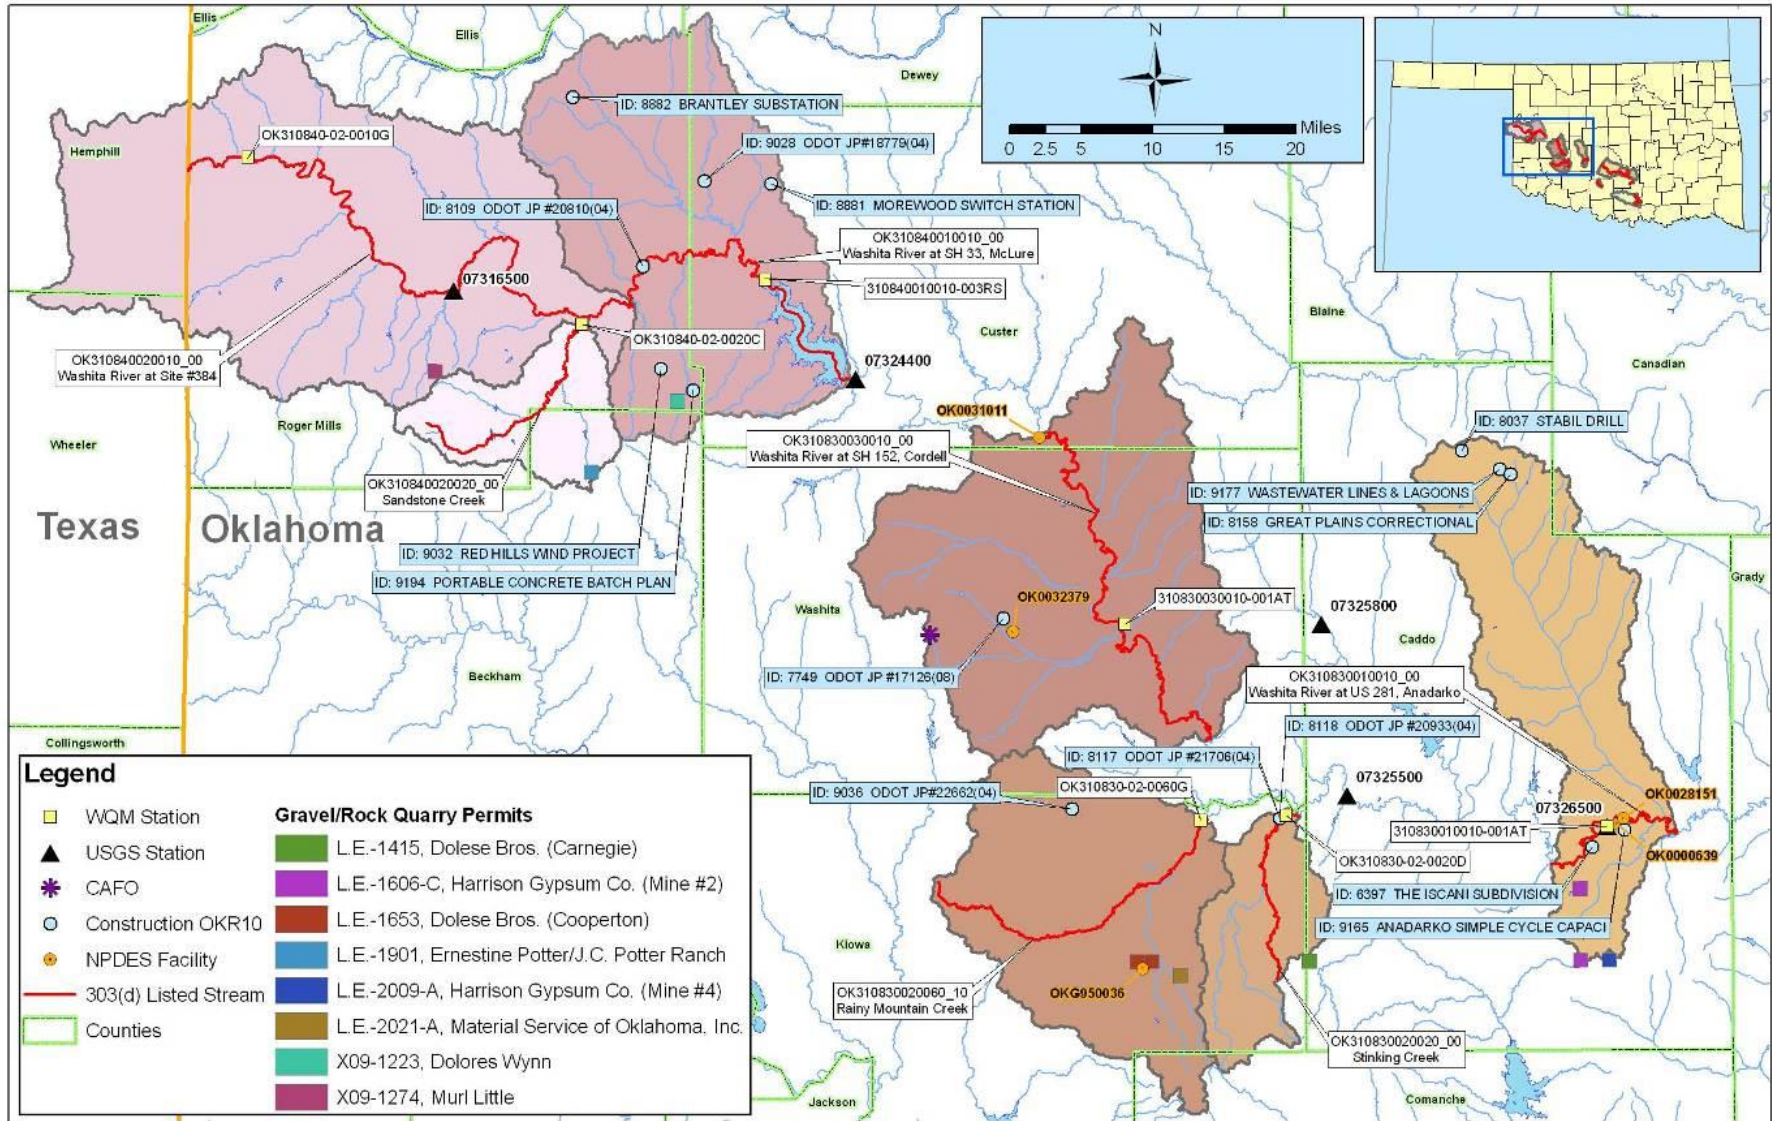 Ellis
Ellis
Dewey
N
Miles
0 2.5 5 10 15 20
ID: 8882 BRANTLEY SUBSTATION
OK310840-02-0010G
ID: 9028 ODOT JP#18779(04)
Hemphill
ID: 8109 ODOT JP #20810(04)
ID: 8881 MOREWOOD SWITCH STATION
OK310840010010_00
Washita River at SH 33, McLure
07316500
310840010010-003RS
Blaine
Custer
OK310840-02-0020C
OK310840020010_00
Washita River at Site #384
07324400
Canadian
Roger Mills
Wheeler
OK0031011
ID: 8037 STABIL DRILL
OK310830030010_00
Washita River at SH 152, Cordell
OK310840020020_00
Sandstone Creek
ID: 9177 WASTEWATER LINES & LAGOONS
ID: 8158 GREAT PLAINS CORRECTIONAL
Texas
Oklahoma
ID: 9032 RED HILLS WIND PROJECT
ID: 9194 PORTABLE CONCRETE BATCH PLAN
Grady
Washita
OK0032379
310830030010-001AT
07325800
Caddo
Beckham
ID: 7749 ODOT JP #17126(08)
OK310830010010_00
Washita River at US 281, Anadarko
ID: 8118 ODOT JP #20933(04)
Collingsworth
ID: 8117 ODOT JP #21706(04)
07325500
ID: 9036 ODOT JP#22662(04)
OK310830-02-0060G
07326500
OK0028151
310830010010-001AT
OK0000639
OK310830-02-0020D
ID: 6397 THE ISCANI SUBDIVISION
ID: 9165 ANADARKO SIMPLE CYCLE CAPACI
Kiowa
OK310830020060_10
Rainy Mountain Creek
OKG950036
OK310830020020_00
Stinking Creek
Jackson
Comanche
Legend
WQM Station
USGS Station
CAFO
Construction OKR10
NPDES Facility
303(d) Listed Stream
Counties
Gravel/Rock Quarry Permits
L.E.-1415, Dolese Bros. (Carnegie)
L.E.-1606-C, Harrison Gypsum Co. (Mine #2)
L.E.-1653, Dolese Bros. (Cooperton)
L.E.-1901, Ernestine Potter/J.C. Potter Ranch
L.E.-2009-A, Harrison Gypsum Co. (Mine #4)
L.E.-2021-A, Material Service of Oklahoma. Inc.
X09-1223, Dolores Wynn
X09-1274, Murl Little